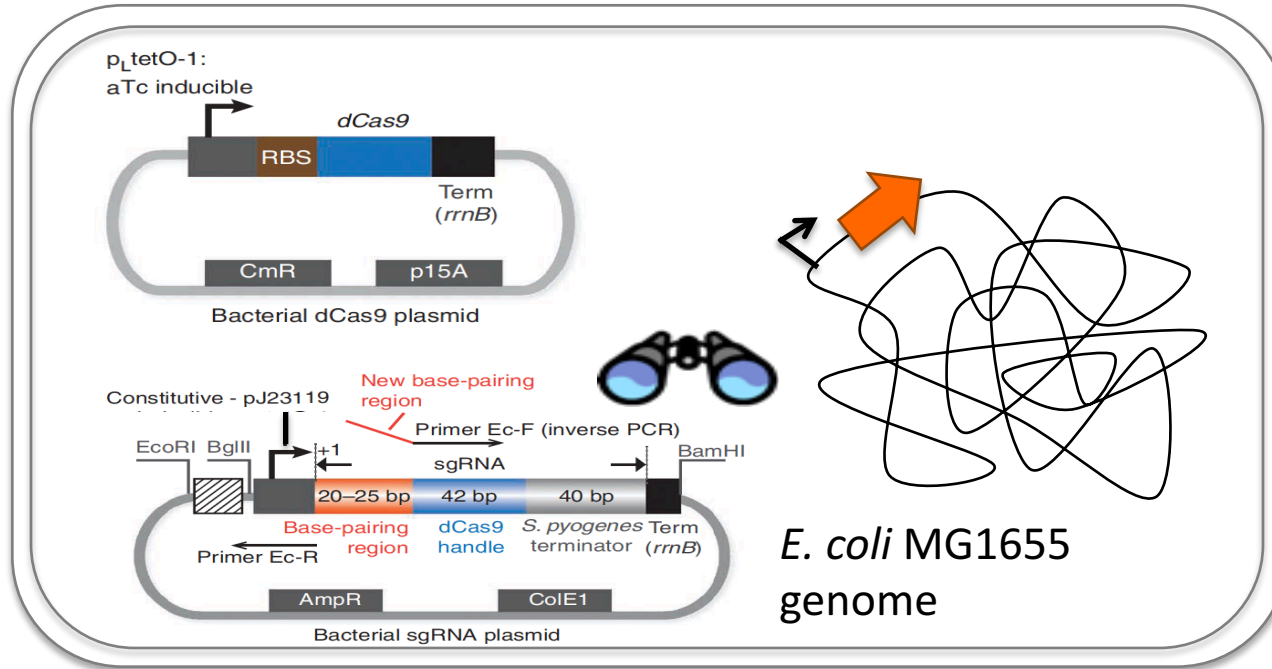 pLtetO-1:
aTc inducible
dCas9
RBS
Term
(rrnB)
CmR
p15A
Bacterial dCas9 plasmid
New base-pairing
region
Constitutive - pJ23119
Primer Ec-F (inverse PCR)
EcoRI
BglII
+1
sgRNA
BamHI
20–25 bp
42 bp
40 bp
Base-pairing
region
dCas9
handle
S. pyogenes
terminator
Term
(rrnB)
Primer Ec-R
AmpR
ColE1
Bacterial sgRNA plasmid
E. coli MG1655
genome